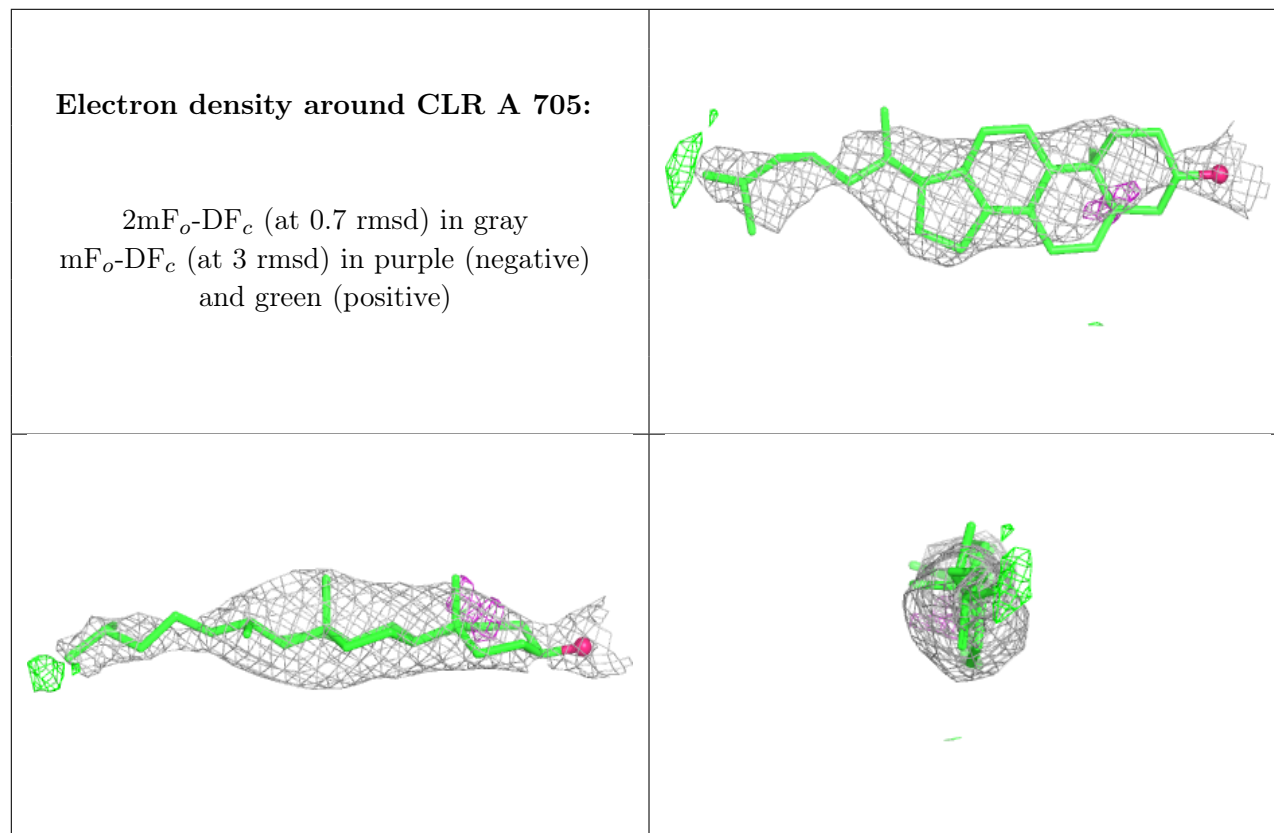 Electron density around CLR A 705:
2mFo-DFc (at 0.7 rmsd) in gray
mFo-DFc (at 3 rmsd) in purple (negative)
and green (positive)